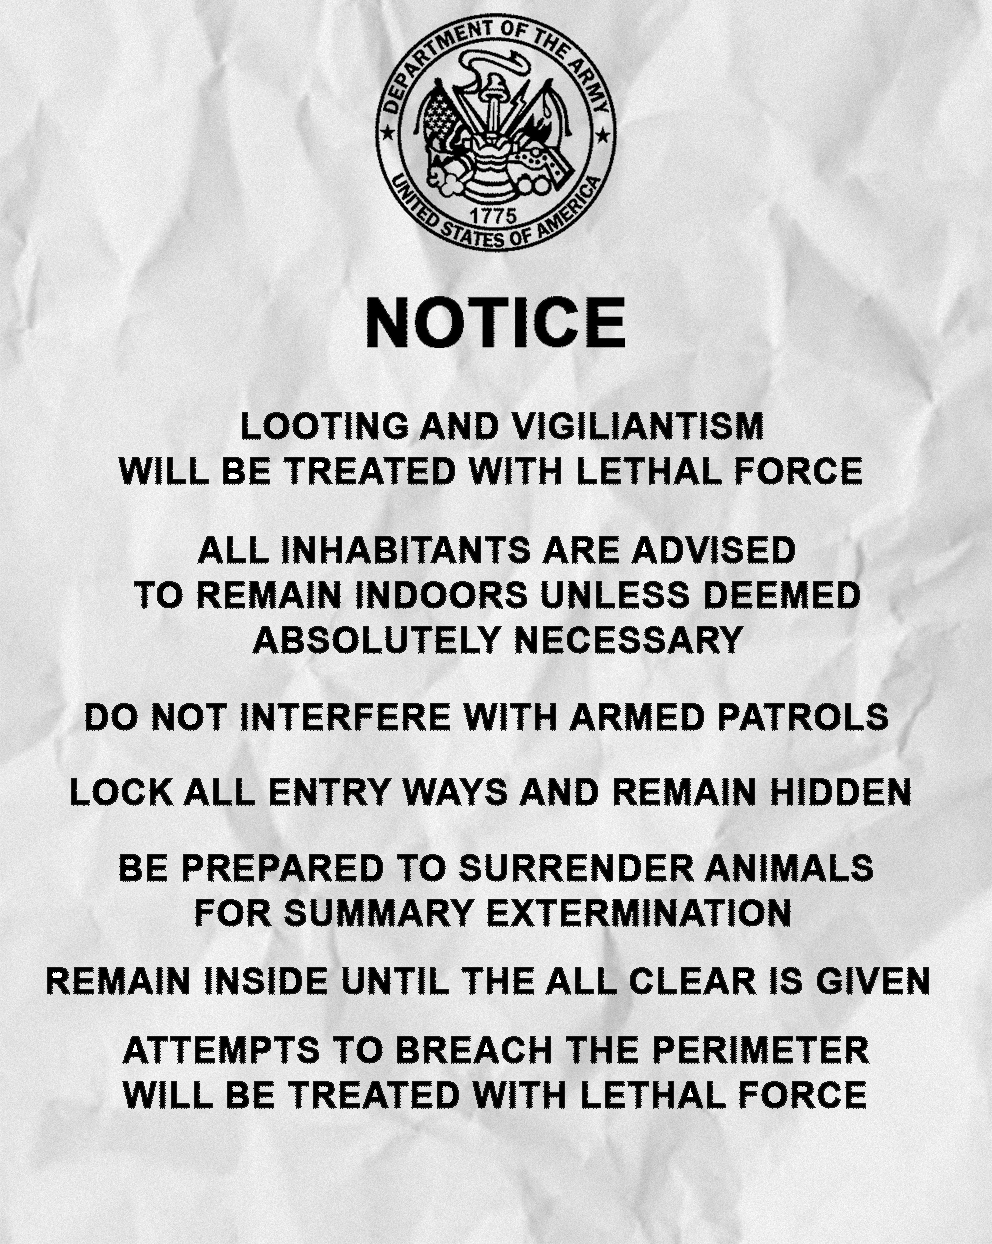 DEPARTMENT OF THE ARMY
1775
UNITED STATES OF AMERICA
NOTICE
LOOTING AND VIGILIANTISM
WILL BE TREATED WITH LETHAL FORCE
ALL INHABITANTS ARE ADVISED
TO REMAIN INDOORS UNLESS DEEMED
ABSOLUTELY NECESSARY
DO NOT INTERFERE WITH ARMED PATROLS
LOCK ALL ENTRY WAYS AND REMAIN HIDDEN
BE PREPARED TO SURRENDER ANIMALS
FOR SUMMARY EXTERMINATION
REMAIN INSIDE UNTIL THE ALL CLEAR IS GIVEN
ATTEMPTS TO BREACH THE PERIMETER
WILL BE TREATED WITH LETHAL FORCE